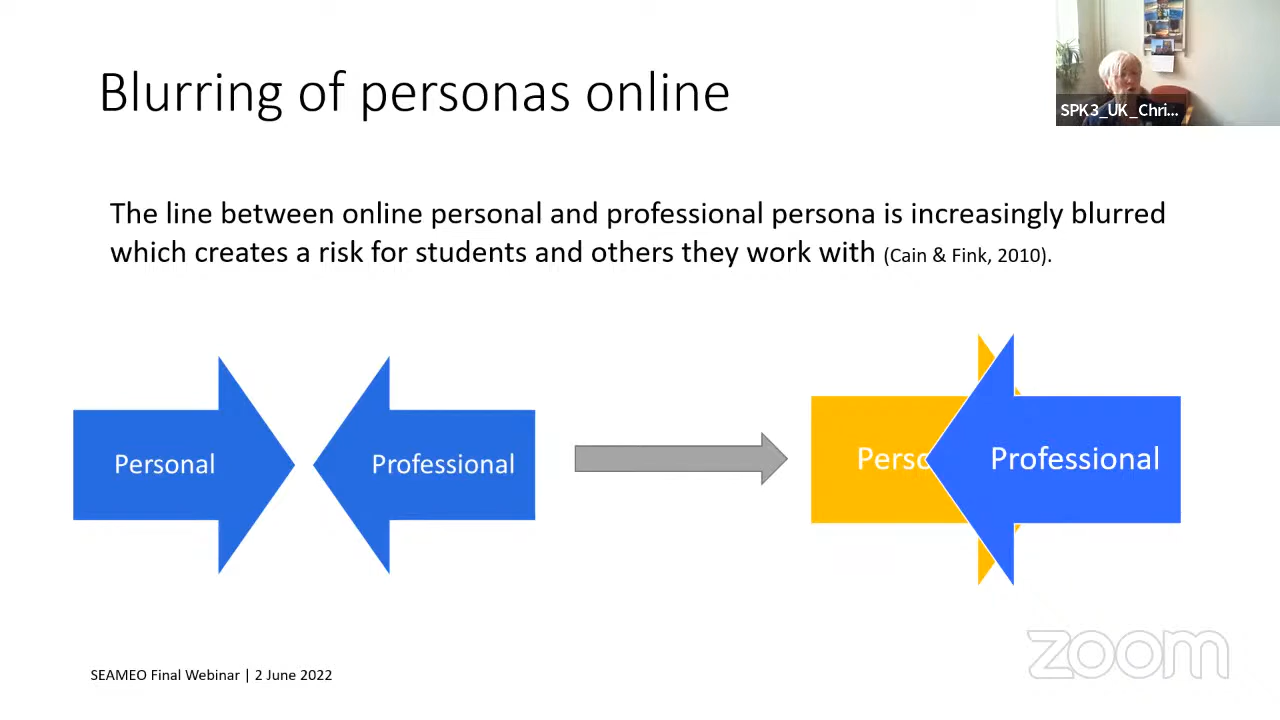 Blurring of personas online
SPK3_UK_Chri...
The line between online personal and professional persona is increasingly blurred
which creates a risk for students and others they work with (Cain & Fink, 2010).
Personal
Professional
Perso
Professional
SEAMEO Final Webinar | 2 June 2022
zoom